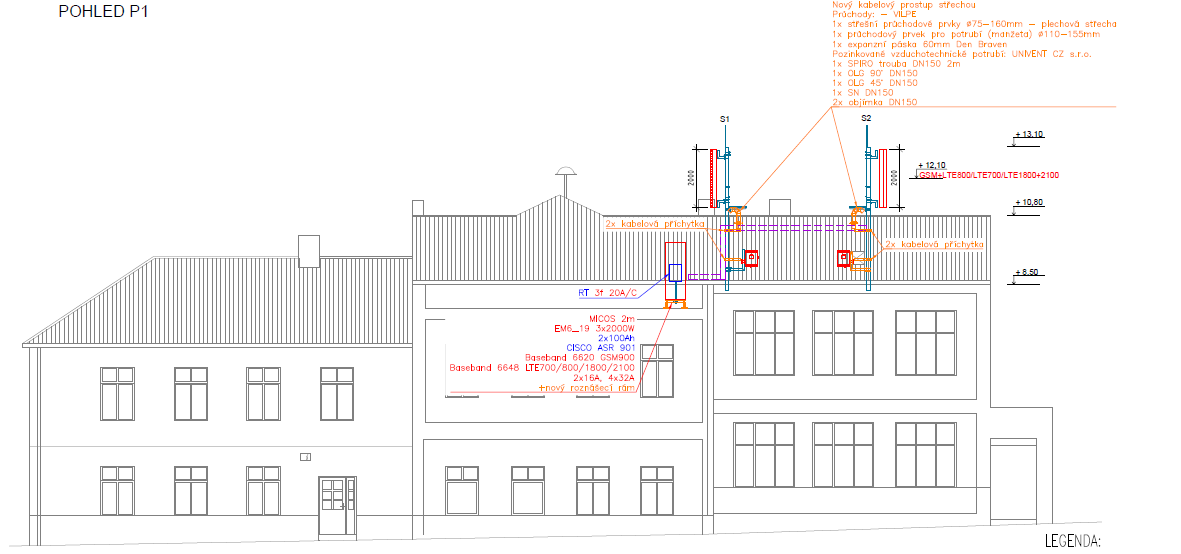 POHLED P1
Nový kabelový prostup střechou
Průchody: – VILPE
1x střešní průchodové prvky Ø75–160mm – plechová střecha
1x průchodový prvek pro potrubí (manžeta) Ø110–155mm
1x expanzní páska 60mm Den Braven
Pozinkované vzduchotechnické potrubí: UNIVENT CZ s.r.o.
1x SPIRO trouba DN150 2m
1x OLG 90° DN150
1x OLG 45° DN150
1x SN DN150
2x objímka DN150
S1
S2
+ 13,10
+ 12,10
GSM+LTE800/LTE700/LTE1800+2100
2000
2000
+ 10,80
2x kabelová příchytka
2x kabelová příchytka
+ 8,50
RT 3f 20A/C
MICOS 2m
EM6_19 3x2000W
2x100Ah
CISCO ASR 901
Baseband 6620 GSM900
Baseband 6648 LTE700/800/1800/2100
2x16A, 4x32A
+nový roznášecí rám
LEGENDA: